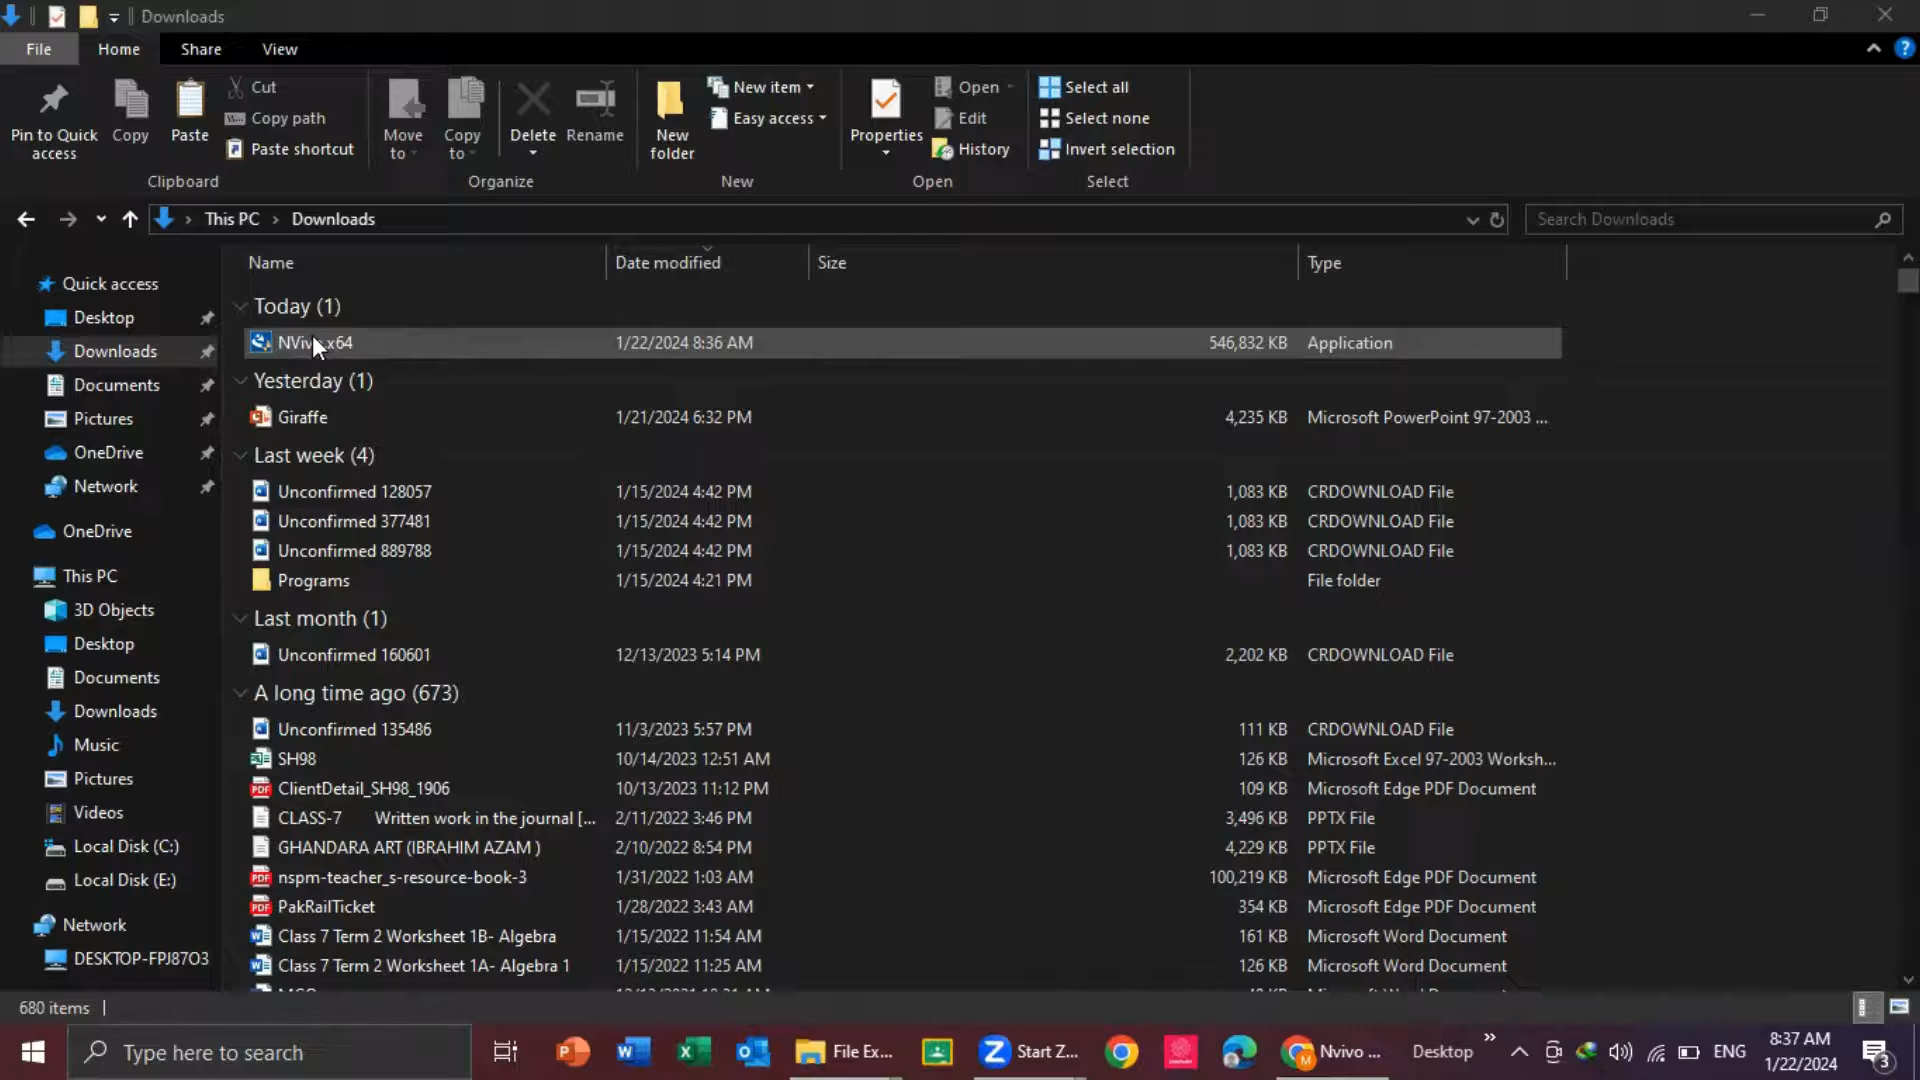 Downloads
File Home Share View
Pin to Quick access
Copy
Paste
Cut
Copy path
Paste shortcut
Clipboard
Move to
Copy to
Delete
Rename
Organize
New folder
New item
Easy access
New
Properties
Open
Edit
History
Open
Select all
Select none
Invert selection
Select
This PC Downloads
Search Downloads
Quick access
Desktop
Downloads
Documents
Pictures
OneDrive
Network
OneDrive
This PC
3D Objects
Desktop
Documents
Downloads
Music
Pictures
Videos
Local Disk (C:)
Local Disk (E:)
Network
DESKTOP-FPJ87O3
Name Date modified Size Type
Today (1)
1/22/2024 8:36 AM 546,832 KB Application
Yesterday (1)
Giraffe 1/21/2024 6:32 PM 4,235 KB Microsoft PowerPoint 97-2003 ...
Last week (4)
Unconfirmed 128057 1/15/2024 4:42 PM 1,083 KB CRDOWNLOAD File
Unconfirmed 377481 1/15/2024 4:42 PM 1,083 KB CRDOWNLOAD File
Unconfirmed 889788 1/15/2024 4:42 PM 1,083 KB CRDOWNLOAD File
Programs 1/15/2024 4:21 PM File folder
Last month (1)
Unconfirmed 160601 12/13/2023 5:14 PM 2,202 KB CRDOWNLOAD File
A long time ago (673)
Unconfirmed 135486 11/3/2023 5:57 PM 111 KB CRDOWNLOAD File
SH98 10/14/2023 12:51 AM 126 KB Microsoft Excel 97-2003 Worksh...
ClientDetail_SH98_1906 10/13/2023 11:12 PM 109 KB Microsoft Edge PDF Document
CLASS-7 Written work in the journal [... 2/11/2022 3:46 PM 3,496 KB PPTX File
GHANDARA ART (IBRAHIM AZAM ) 2/10/2022 8:54 PM 4,229 KB PPTX File
nspm-teacher_s-resource-book-3 1/31/2022 1:03 AM 100,219 KB Microsoft Edge PDF Document
PakRailTicket 1/28/2022 3:43 AM 354 KB Microsoft Edge PDF Document
Class 7 Term 2 Worksheet 1B- Algebra 1/15/2022 11:54 AM 161 KB Microsoft Word Document
Class 7 Term 2 Worksheet 1A- Algebra 1 1/15/2022 11:25 AM 126 KB Microsoft Word Document
680 items
Type here to search
File Ex...
Start Z...
Nvivo ...
Desktop
ENG
8:37 AM
1/22/2024
3